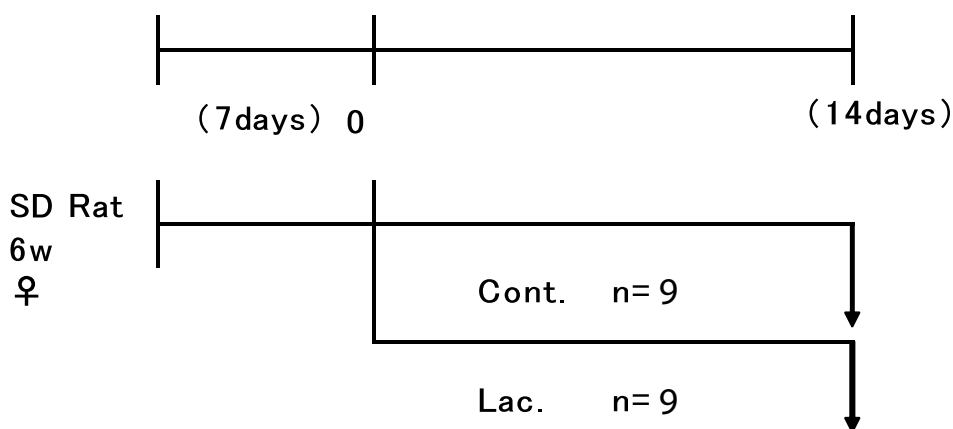 (7days) 0
(14days)
SD Rat
6w
♀
Cont. n=9
Lac. n=9